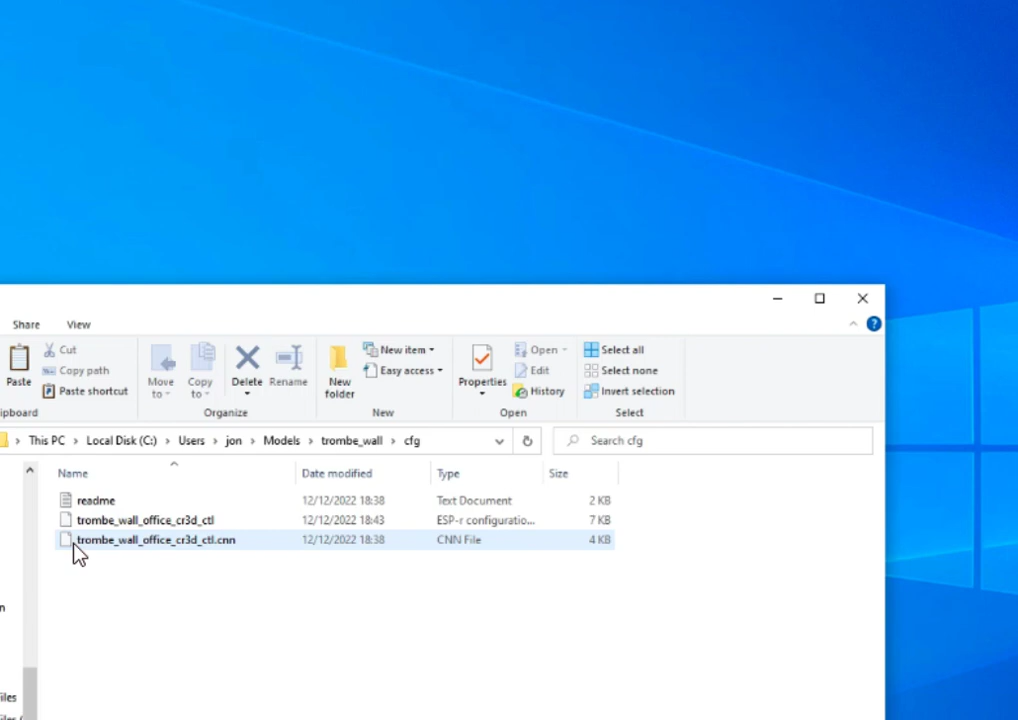 Share View
Paste
Cut
Copy path
Paste shortcut
Move to
Copy to
Delete
Rename
New folder
New item
Easy access
Properties
Open
Edit
History
Select all
Select none
Invert selection
ipboard Organize New Open Select
This PC › Local Disk (C:) › Users › jon › Models › trombe_wall › cfg
Search cfg
Name Date modified Type Size
readme 12/12/2022 18:38 Text Document 2 KB
trombe_wall_office_cr3d_ctl 12/12/2022 18:43 ESP-r configuratio... 7 KB
trombe_wall_office_cr3d_ctl.cnn 12/12/2022 18:38 CNN File 4 KB
n
iles